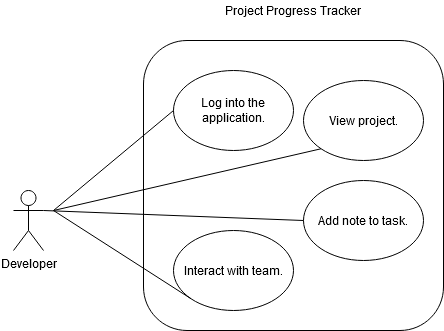 Project Progress Tracker
Log into the
application.
View project.
Add note to task.
Developer
Interact with team.